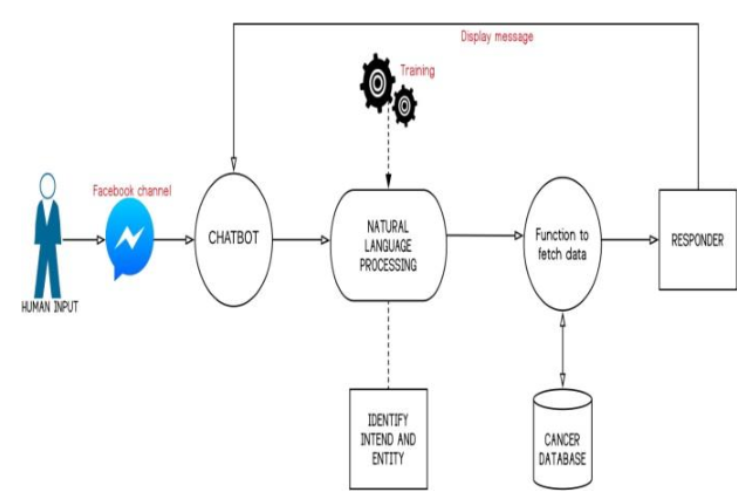 Display message
Training
Facebook channel
CHATBOT
NATURAL
LANGUAGE
PROCESSING
Function to
fetch data
RESPONDER
HUMAN INPUT
IDENTIFY
INTEND AND
ENTITY
CANCER
DATABASE